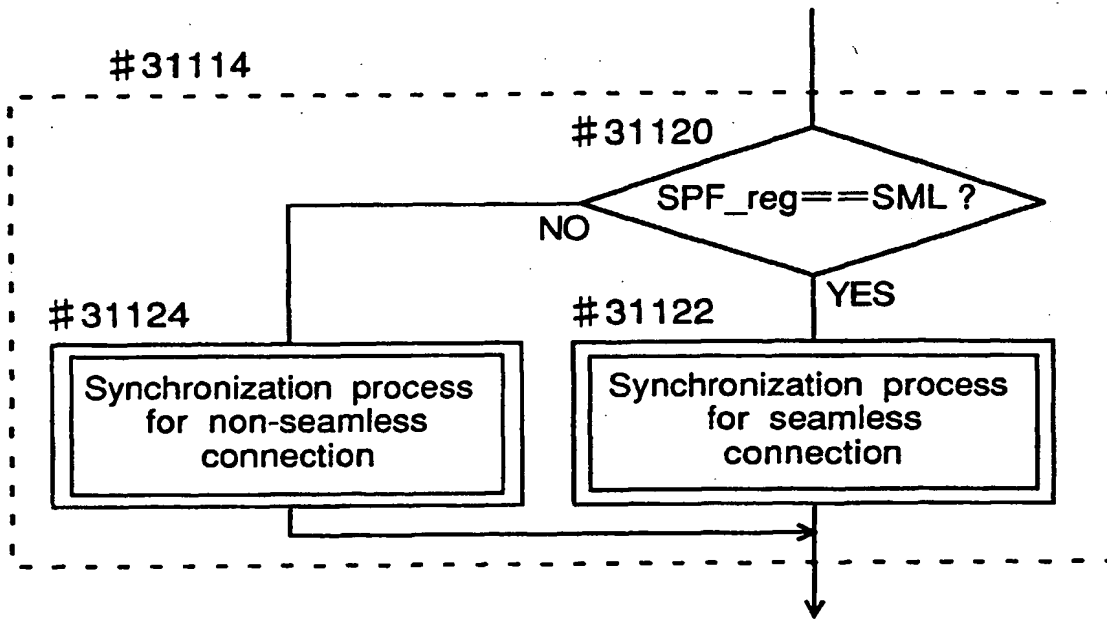 #31114
#31120
SPF_reg==SML ?
NO
YES
#31124
#31122
Synchronization process
for non-seamless
connection
Synchronization process
for seamless
connection